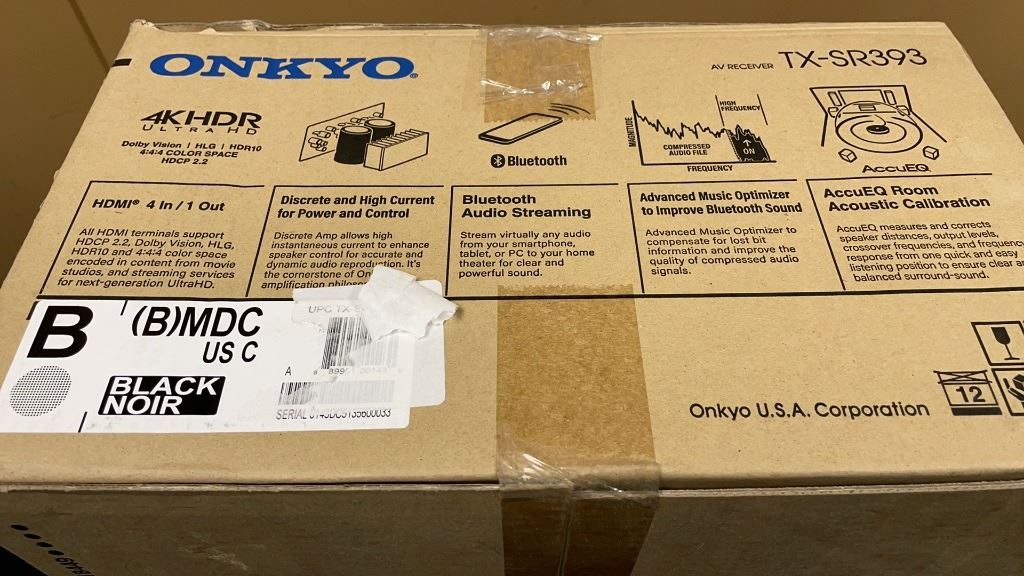 ONKYO®
AV RECEIVER TX-SR393
4K HDR
ULTRA HD
Dolby Vision | HLG | HDR10
4:4:4 COLOR SPACE
HDCP 2.2
Bluetooth
MAGNITUDE
HIGH
FREQUENCY
COMPRESSED
AUDIO FILE
ON
FREQUENCY
AccuEQ
HDMI® 4 In / 1 Out
All HDMI terminals support
HDCP 2.2, Dolby Vision, HLG,
HDR10 and 4:4:4 color space
encoded in content from movie
studios, and streaming services
for next-generation UltraHD.
Discrete and High Current
for Power and Control
Discrete Amp allows high
instantaneous current to enhance
speaker control for accurate and
dynamic audio reproduction. It's
the cornerstone of
amplification
Bluetooth
Audio Streaming
Stream virtually any audio
from your smartphone,
tablet, or PC to your home
theater for clear and
powerful sound.
Advanced Music Optimizer
to Improve Bluetooth Sound
Advanced Music Optimizer to
compensate for lost bit
information and improve the
quality of compressed audio
signals.
AccuEQ Room
Acoustic Calibration
AccuEQ measures and corrects
speaker distances, output levels,
crossover frequencies, and frequency
response from one quick and easy
listening position to ensure clear
balanced surround-sound.
B
(B)MDC
US C
BLACK
NOIR
UPC
A
SERIAL
Onkyo U.S.A. Corporation
12